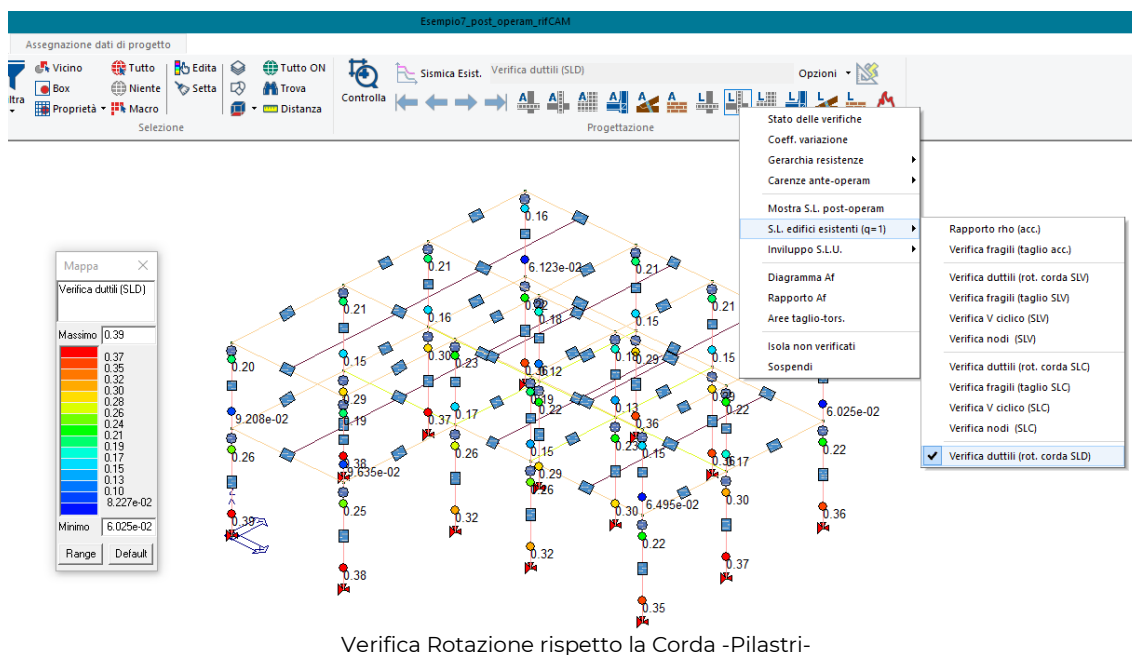 Esempio7_post_operam_rifCAM
Assegnazione dati di progetto
ltra
Vicino
Box
Proprietà
Tutto
Niente
Macro
Edita
Setta
Tutto ON
Trova
Distanza
Selezione
Controlla
Sismica Esist.
Verifica duttili (SLD)
Opzioni
A A A A A A L L L L L L
Progettazione
Stato delle verifiche
Coeff. variazione
Gerarchia resistenze
Carenze ante-operam
Mostra S.L. post-operam
S.L. edifici esistenti (q=1)
Inviluppo S.L.U.
Diagramma Af
Rapporto Af
Aree taglio-tors.
Isola non verificati
Sospendi
Rapporto rho (acc.)
Verifica fragili (taglio acc.)
Verifica duttili (rot. corda SLV)
Verifica fragili (taglio SLV)
Verifica V ciclico (SLV)
Verifica nodi (SLV)
Verifica duttili (rot. corda SLC)
Verifica fragili (taglio SLC)
Verifica V ciclico (SLC)
Verifica nodi (SLC)
Verifica duttili (rot. corda SLD)
Mappa
Verifica duttili (SLD)
Massimo 0.39
0.37
0.35
0.32
0.30
0.28
0.26
0.24
0.21
0.19
0.17
0.15
0.13
0.10
8.227e-02
Minimo 6.025e-02
Range Default
0.16
0.21
6.123e-02
0.21
0.21
0.16
0.18
0.15
0.20
0.15
0.30
0.23
0.29
0.15
9.208e-02
0.29
0.19
0.37
0.17
0.19
0.22
0.13
0.36
0.22
6.025e-02
0.26
0.38
9.635e-02
0.26
0.15
0.23
0.15
0.17
0.22
0.29
0.26
6.495e-02
0.30
0.39
0.25
0.32
0.30
0.36
0.32
0.22
0.37
0.38
0.35
Verifica Rotazione rispetto la Corda -Pilastri-